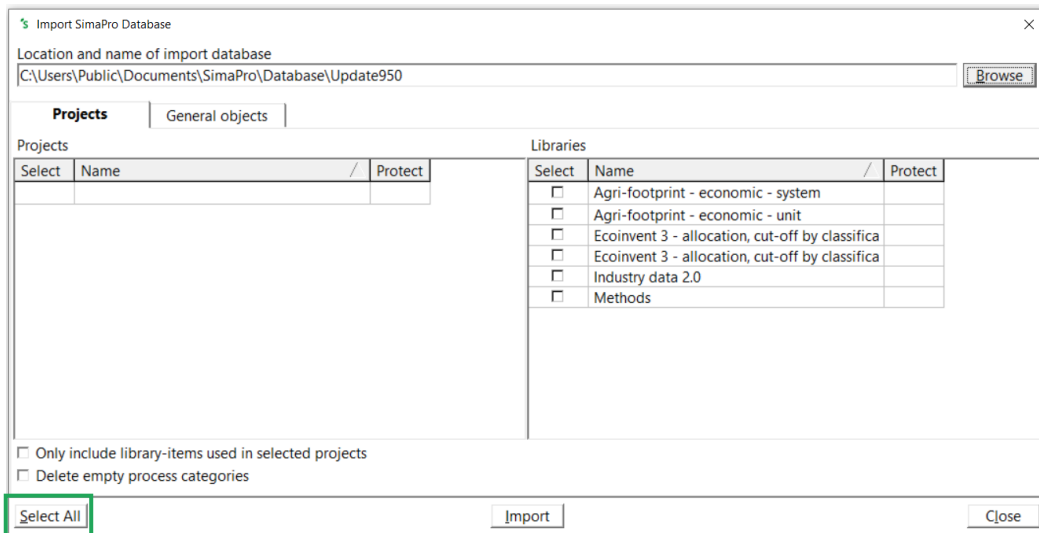 Import SimaPro Database
Location and name of import database
C:\Users\Public\Documents\SimaPro\Database\Update950
Browse
Projects
General objects
Projects
Select Name Protect
Libraries
Select Name Protect
Agri-footprint - economic - system
Agri-footprint - economic - unit
Ecoinvent 3 - allocation, cut-off by classifica
Ecoinvent 3 - allocation, cut-off by classifica
Industry data 2.0
Methods
Only include library-items used in selected projects
Delete empty process categories
Select All
Import
Close